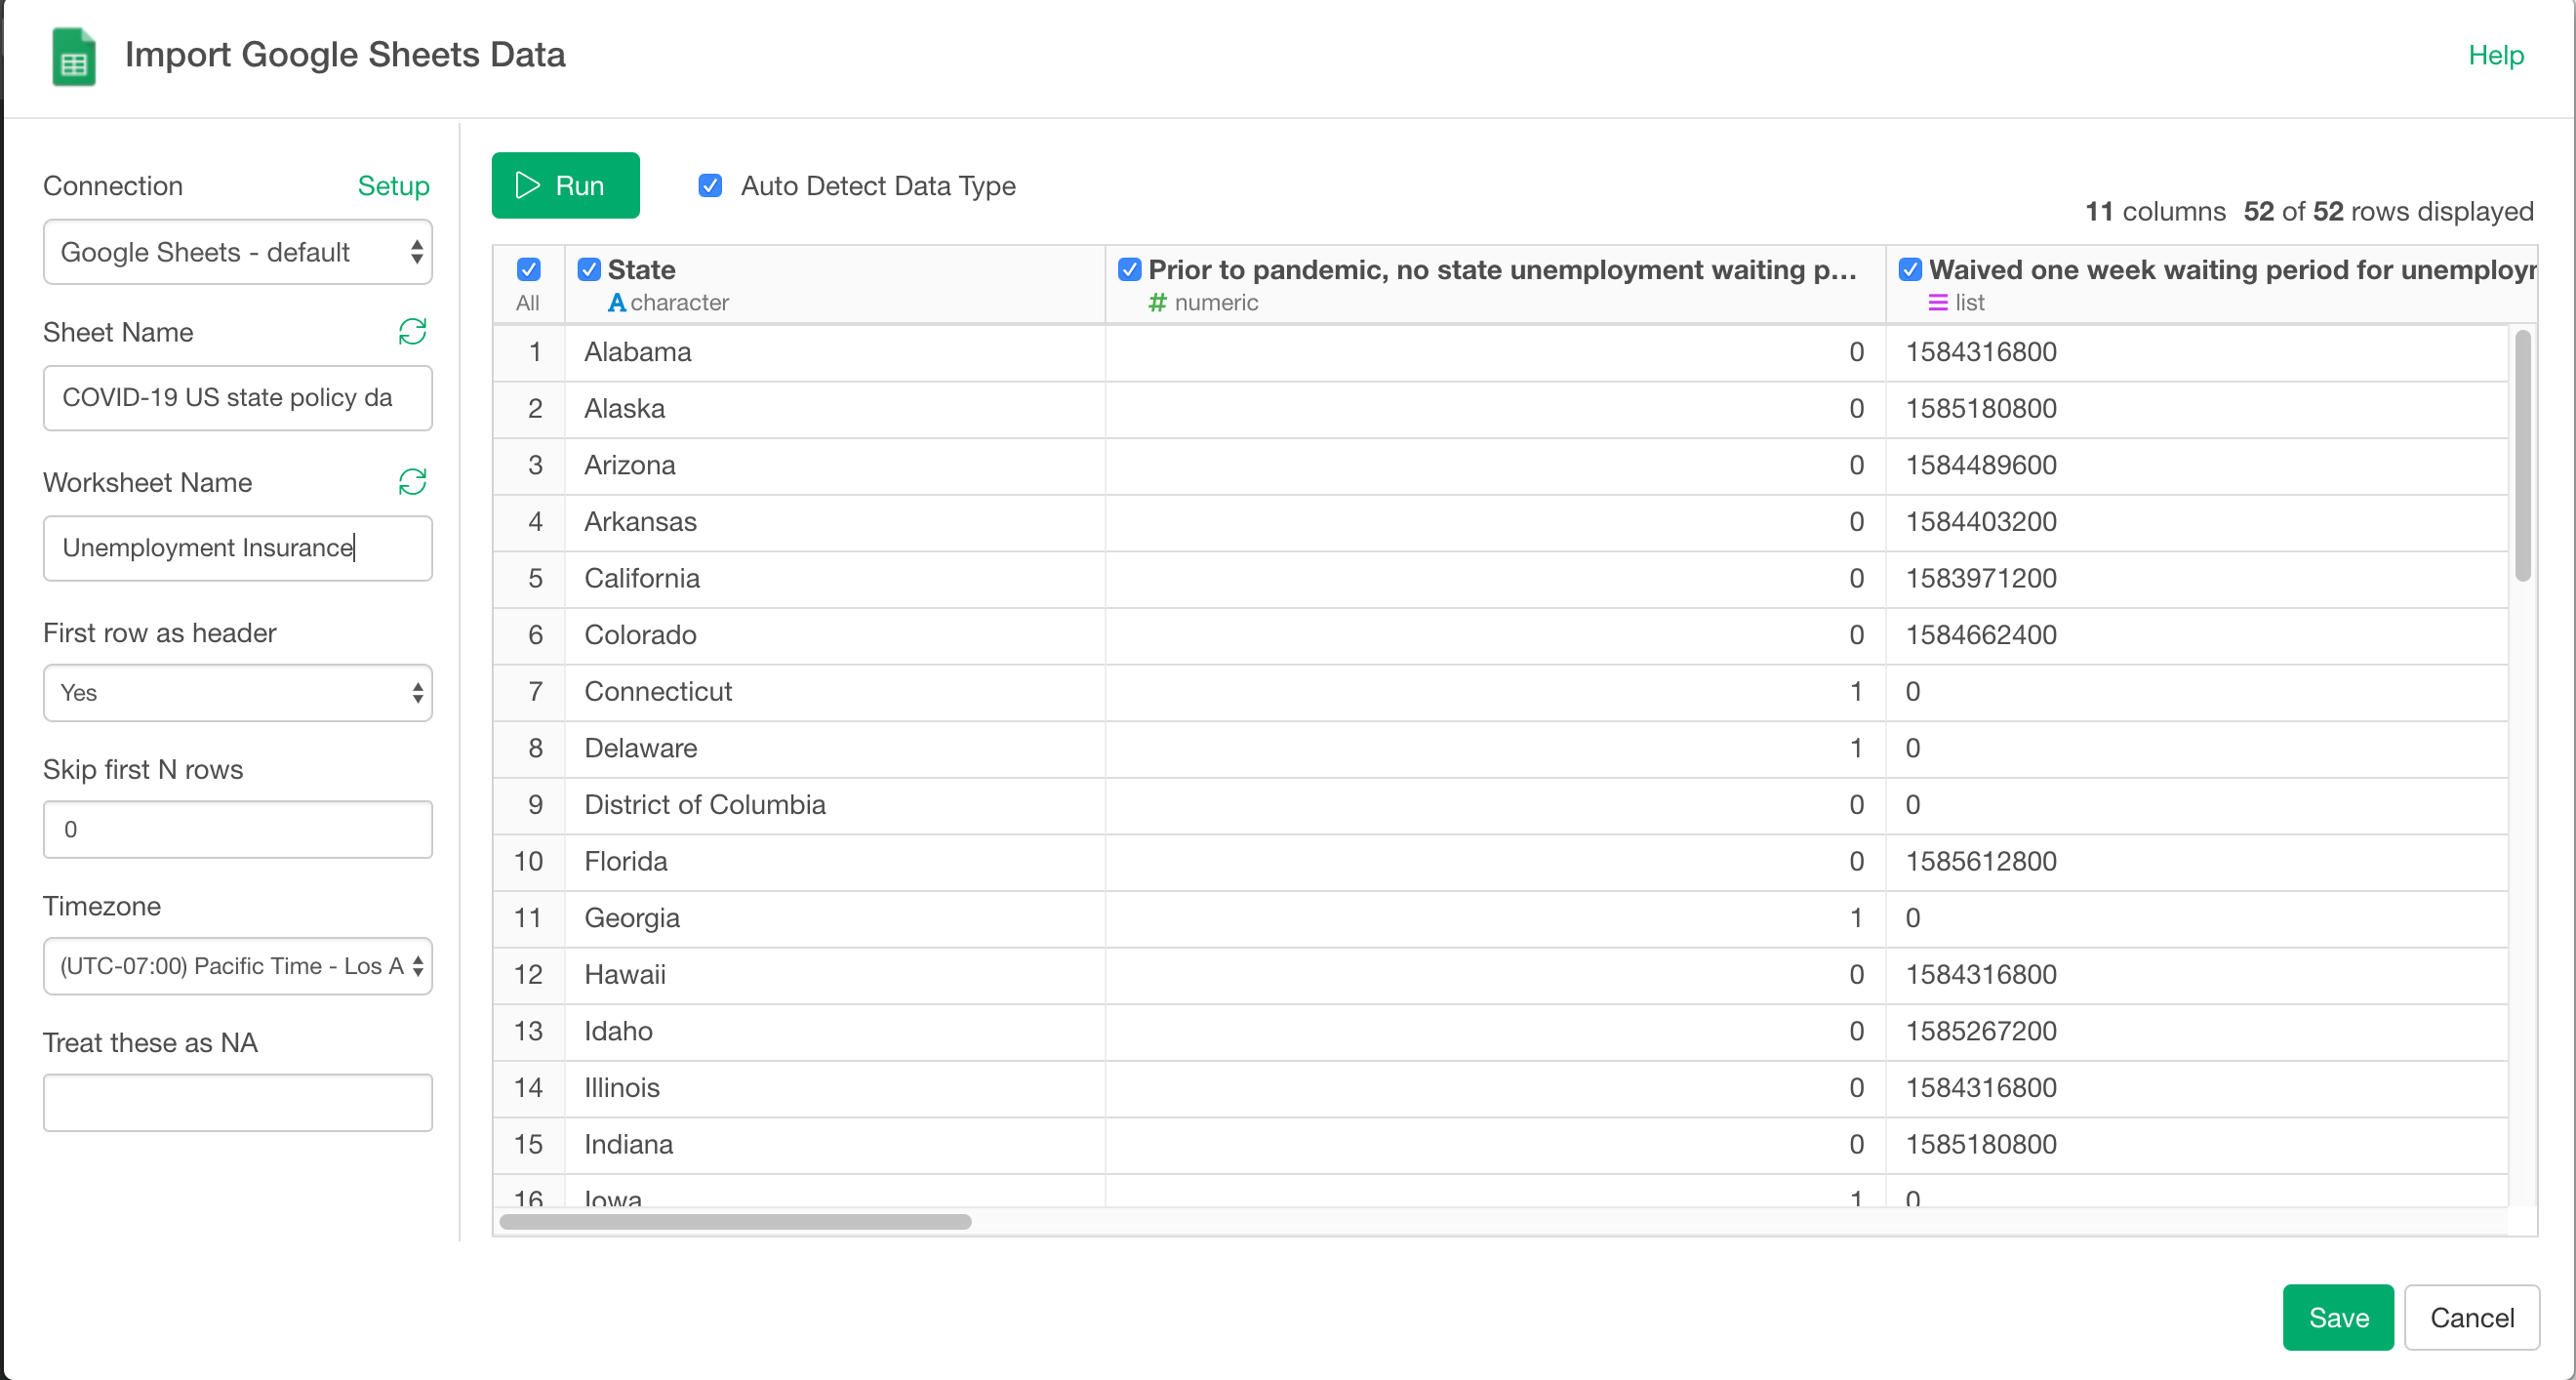 Import Google Sheets Data
Help
Connection Setup
Google Sheets - default
Sheet Name
COVID-19 US state policy da
Worksheet Name
Unemployment Insurance
First row as header
Yes
Skip first N rows
0
Timezone
(UTC-07:00) Pacific Time - Los A
Treat these as NA
Run Auto Detect Data Type
11 columns 52 of 52 rows displayed
All State Prior to pandemic, no state unemployment waiting p... Waived one week waiting period for unemploym
A character # numeric list
1 Alabama 0 1584316800
2 Alaska 0 1585180800
3 Arizona 0 1584489600
4 Arkansas 0 1584403200
5 California 0 1583971200
6 Colorado 0 1584662400
7 Connecticut 1 0
8 Delaware 1 0
9 District of Columbia 0 0
10 Florida 0 1585612800
11 Georgia 1 0
12 Hawaii 0 1584316800
13 Idaho 0 1585267200
14 Illinois 0 1584316800
15 Indiana 0 1585180800
16 Iowa 1 0
Save Cancel